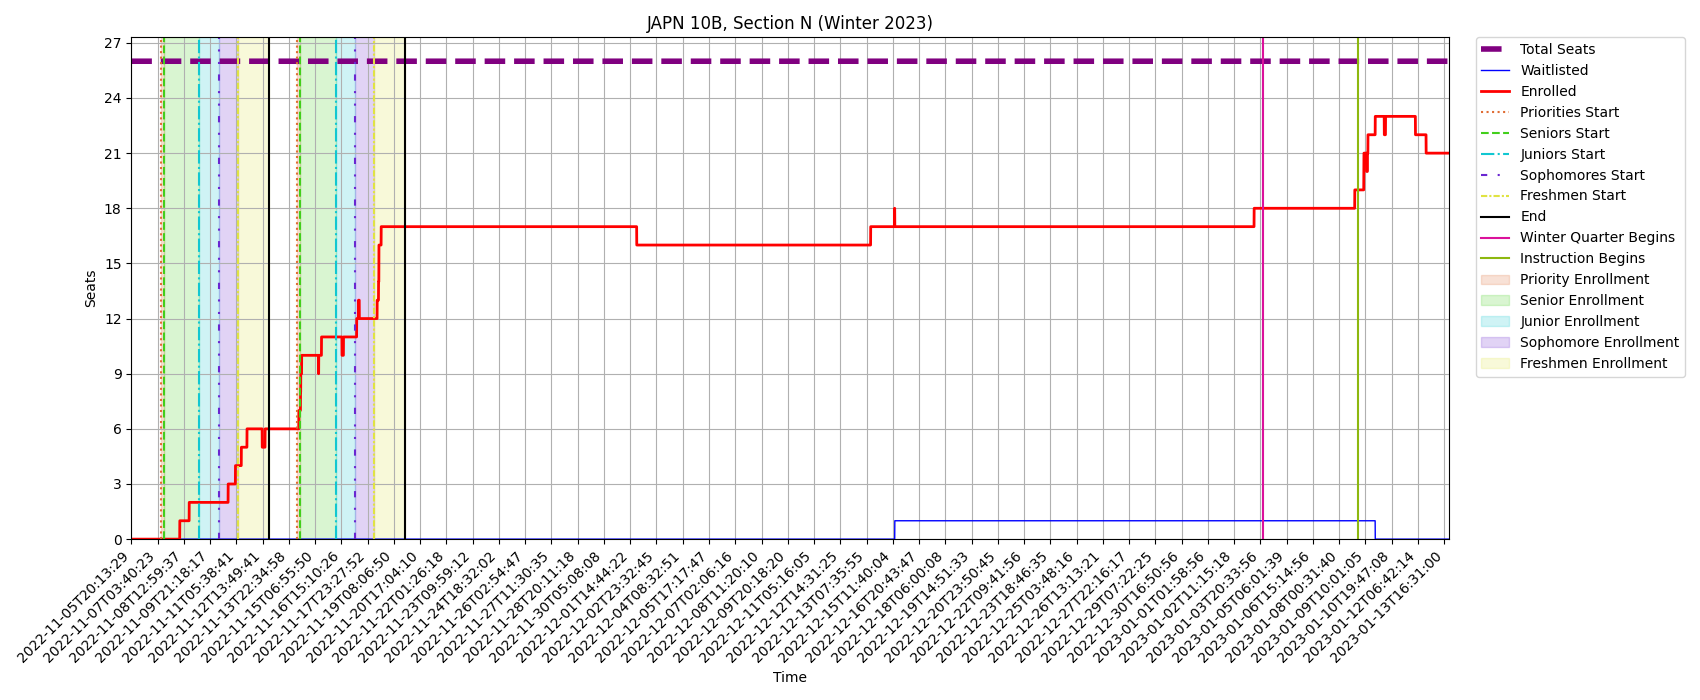 JAPN 10B, Section N (Winter 2023)
27
24
21
18
15
12
9
6
3
0
Seats
2022-11-05T20:13:29
2022-11-07T03:40:23
2022-11-08T12:59:37
2022-11-09T21:18:17
2022-11-11T05:38:41
2022-11-12T13:49:41
2022-11-13T22:34:58
2022-11-15T06:55:50
2022-11-16T15:10:26
2022-11-17T23:27:52
2022-11-19T08:06:50
2022-11-20T17:04:10
2022-11-22T01:26:18
2022-11-23T09:59:12
2022-11-24T18:32:02
2022-11-26T02:54:47
2022-11-27T11:30:35
2022-11-28T20:11:18
2022-11-30T05:08:08
2022-12-01T14:44:22
2022-12-02T23:32:45
2022-12-04T08:32:51
2022-12-05T17:17:47
2022-12-07T02:06:10
2022-12-08T11:20:10
2022-12-09T20:18:20
2022-12-11T05:16:05
2022-12-12T14:31:25
2022-12-13T07:35:55
2022-12-15T11:40:04
2022-12-16T20:43:47
2022-12-18T06:00:08
2022-12-19T14:51:33
2022-12-20T23:50:45
2022-12-22T09:41:56
2022-12-23T18:46:35
2022-12-25T03:48:16
2022-12-26T13:13:21
2022-12-27T22:16:17
2022-12-29T07:22:25
2022-12-30T16:50:56
2023-01-01T01:58:56
2023-01-02T11:15:18
2023-01-03T20:33:56
2023-01-05T06:01:39
2023-01-06T15:14:56
2023-01-08T00:31:40
2023-01-09T10:01:05
2023-01-10T19:47:08
2023-01-12T06:42:14
2023-01-13T16:31:00
Time
Total Seats
Waitlisted
Enrolled
Priorities Start
Seniors Start
Juniors Start
Sophomores Start
Freshmen Start
End
Winter Quarter Begins
Instruction Begins
Priority Enrollment
Senior Enrollment
Junior Enrollment
Sophomore Enrollment
Freshmen Enrollment